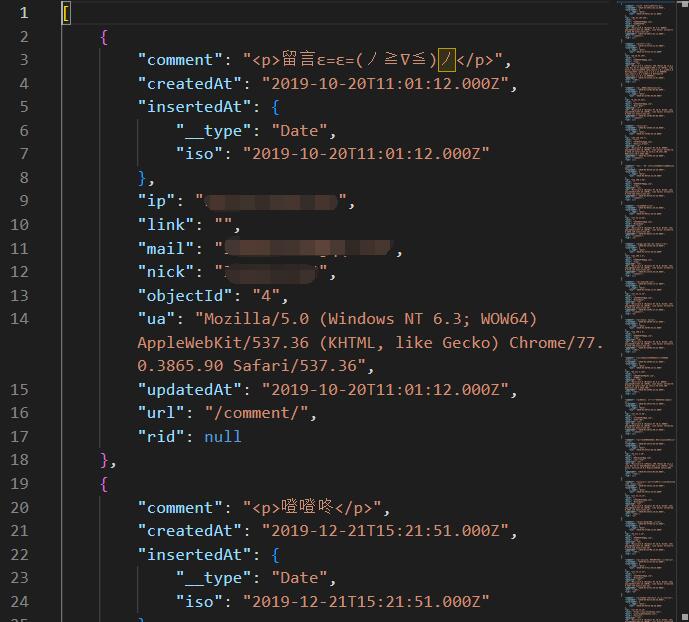 1 [
2 {
3 "comment": "<p>留言ε=ε=(ノ≧∇≦)ノ</p>",
4 "createdAt": "2019-10-20T11:01:12.000Z",
5 "insertedAt": {
6 "__type": "Date",
7 "iso": "2019-10-20T11:01:12.000Z"
8 },
9 "ip": "",
10 "link": "",
11 "mail": ",
12 "nick": "",
13 "objectId": "4",
14 "ua": "Mozilla/5.0 (Windows NT 6.3; WOW64)
AppleWebKit/537.36 (KHTML, like Gecko) Chrome/77.
0.3865.90 Safari/537.36",
15 "updatedAt": "2019-10-20T11:01:12.000Z",
16 "url": "/comment/",
17 "rid": null
18 },
19 {
20 "comment": "<p>噔噔咚</p>",
21 "createdAt": "2019-12-21T15:21:51.000Z",
22 "insertedAt": {
23 "__type": "Date",
24 "iso": "2019-12-21T15:21:51.000Z"